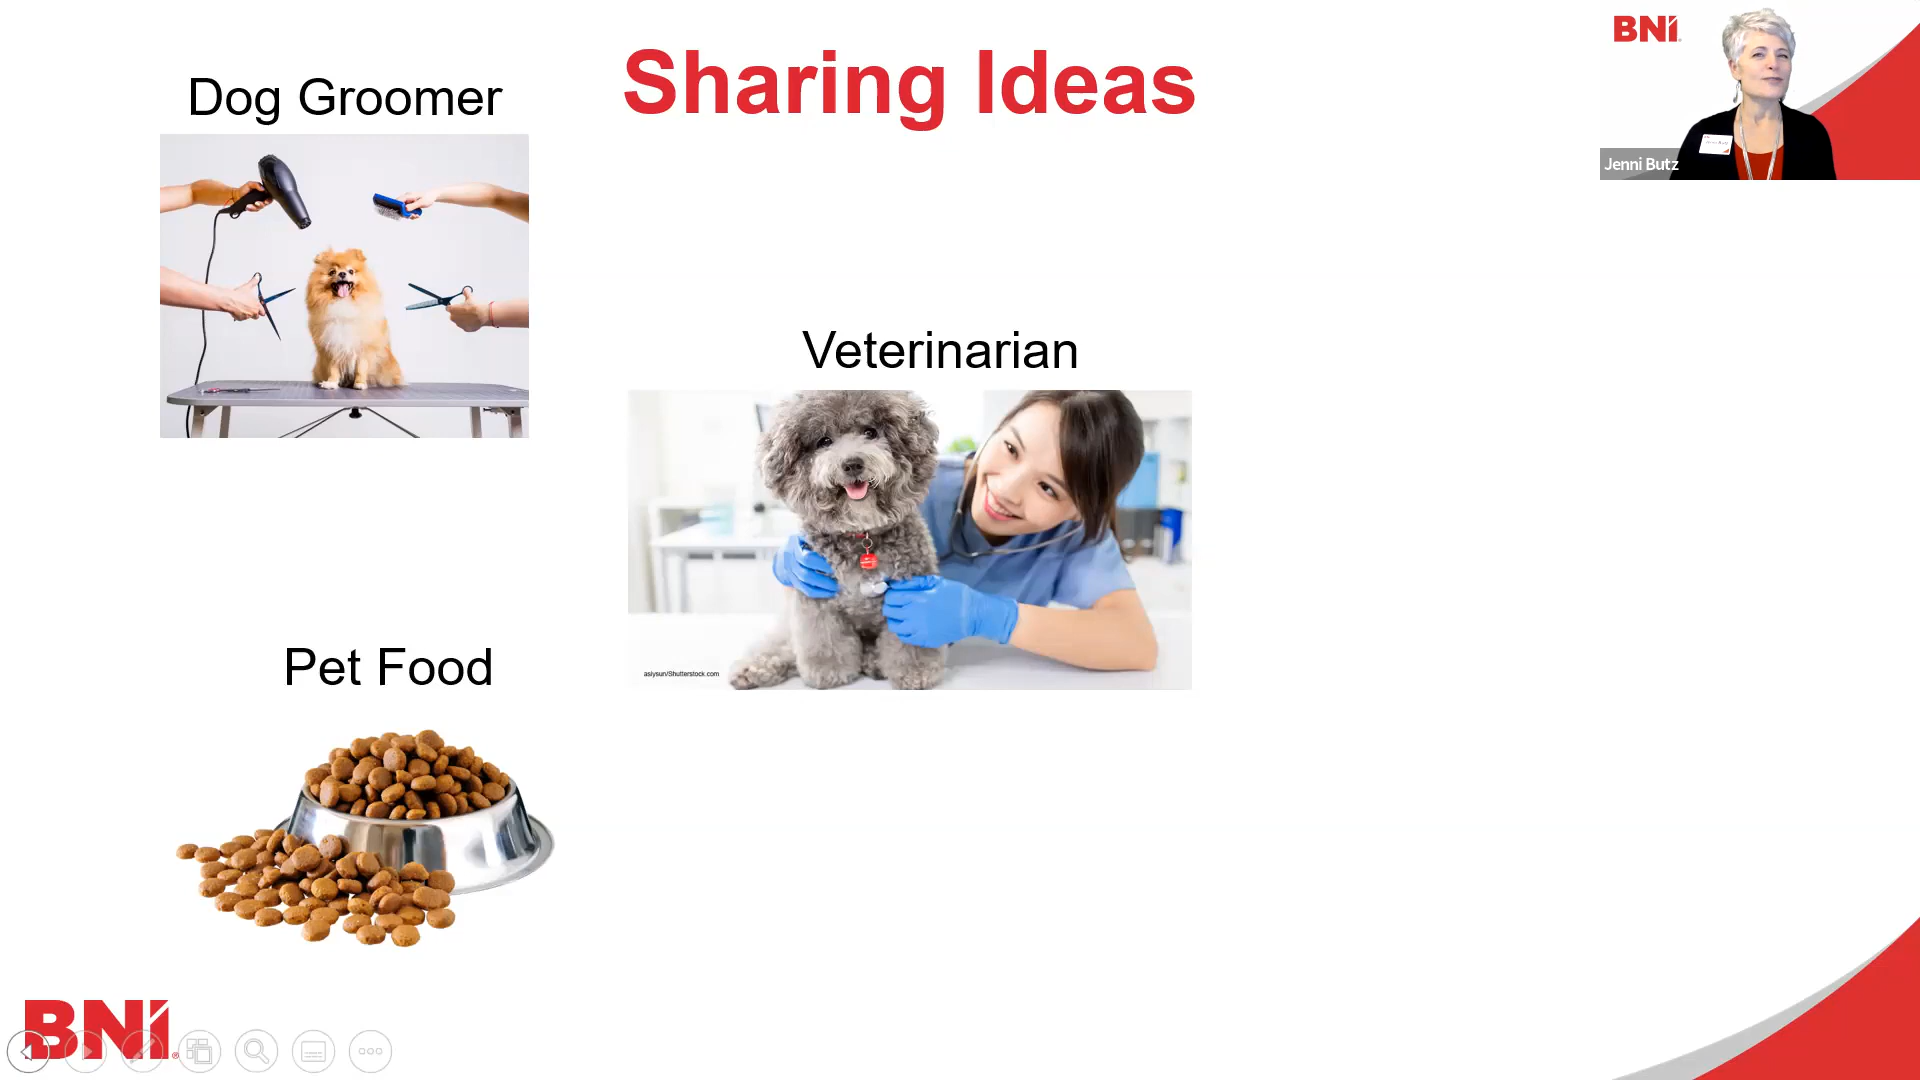 Sharing Ideas
BNI
Jenni Butz
Dog Groomer
Veterinarian
asiysun/Shutterstock.com
Pet Food
BNI